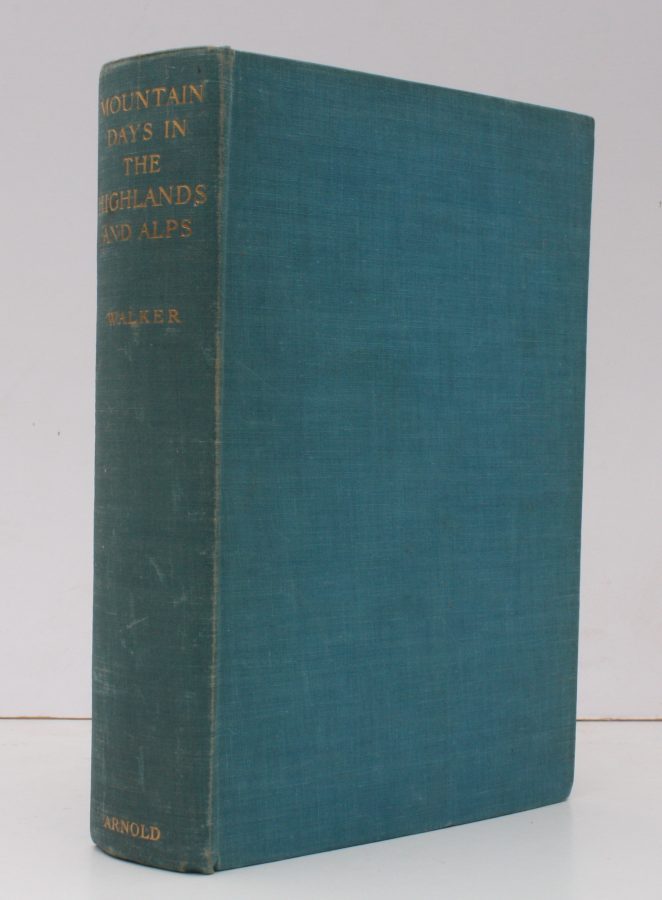 MOUNTAIN
DAYS IN
THE
HIGHLANDS
AND ALPS
WALKER
ARNOLD